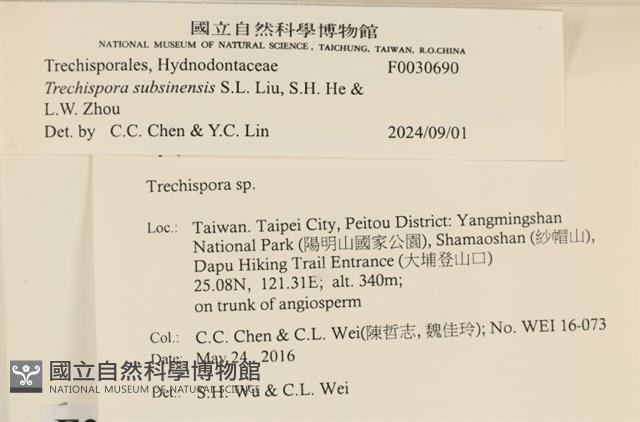 國立自然科學博物館
NATIONAL MUSEUM OF NATURAL SCIENCE, TAICHUNG, TAIWAN, R.O.CHINA
Trechisporales, Hydnodontaceae F0030690
Trechispora subsinensis S.L. Liu, S.H. He &
L.W. Zhou
Det. by C.C. Chen & Y.C. Lin 2024/09/01
Trechispora sp.
Loc.: Taiwan. Taipei City, Peitou District: Yangmingshan
National Park (陽明山國家公園), Shamaoshan (紗帽山),
Dapu Hiking Trail Entrance (大埔登山口)
25.08N, 121.31E; alt. 340m;
on trunk of angiosperm
Col.: C.C. Chen & C.L. Wei(陳哲志, 魏佳玲); No. WEI 16-073
Date: May 24, 2016
國立自然科學博物館
NATIONAL MUSEUM OF NATURAL SCIENCE
Det.: S.H. Wu & C.L. Wei